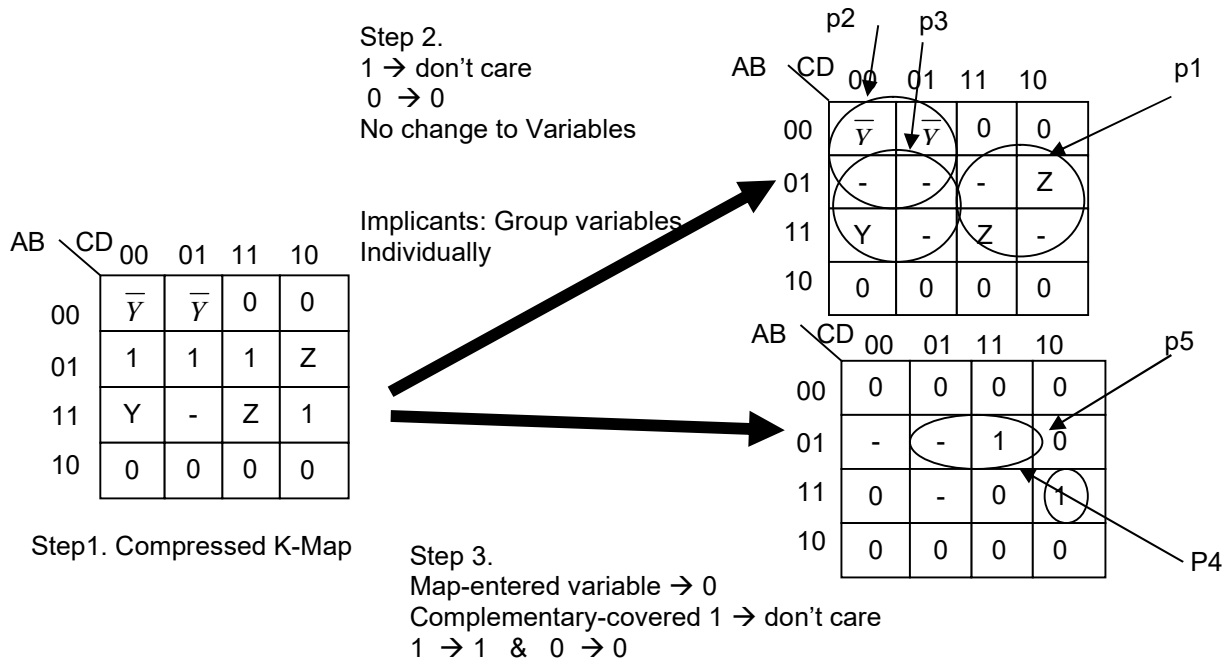 Step 2.
1 → don’t care
0 → 0
No change to Variables
Implicants: Group variables
Individually
p2
p3
p1
AB CD 00 01 11 10
00 Y̅ Y̅ 0 0
01 - - - Z
11 Y - Z -
10 0 0 0 0
AB CD 00 01 11 10
00 Y̅ Y̅ 0 0
01 1 1 1 Z
11 Y - Z 1
10 0 0 0 0
Step1. Compressed K-Map
AB CD 00 01 11 10
p5
00 0 0 0 0
01 - - 1 0
11 0 - 0 1
10 0 0 0 0
P4
Step 3.
Map-entered variable → 0
Complementary-covered 1 → don’t care
1 → 1 & 0 → 0